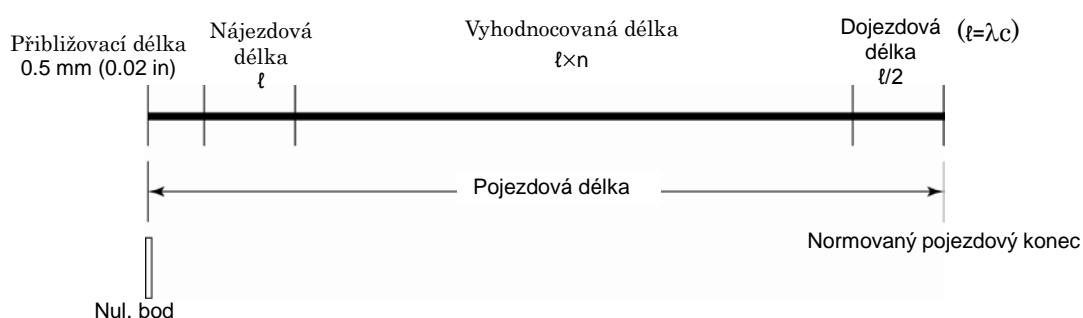 Přibližovací délka
0.5 mm (0.02 in)
Nájezdová
délka
ℓ
Vyhodnocovaná délka
ℓ×n
Dojezdová
délka
ℓ/2
(ℓ=λc)
Pojezdová délka
Normovaný pojezdový konec
Nul. bod